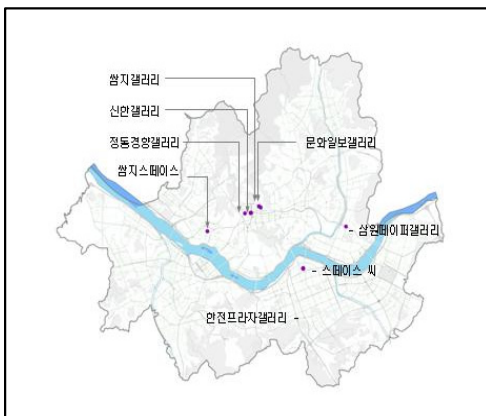 쌈지갤러리
신한갤러리
정동경향갤러리
문화일보갤러리
쌈지스페이스
- 삼원페이퍼갤러리
- 스페이스 씨
한전프라자갤러리 -